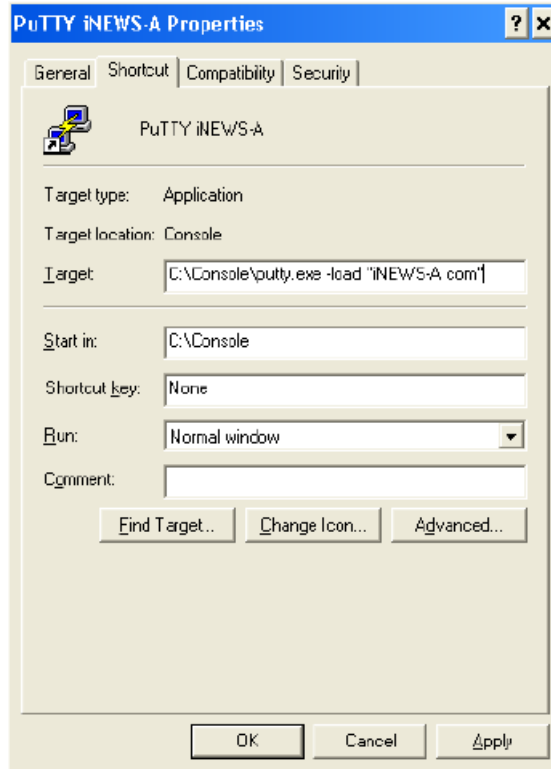 PuTTY iNEWS-A Properties
General Shortcut Compatibility Security
PuTTY iNEWS-A
Target type: Application
Target location: Console
Target: C:\Console\putty.exe -load "iNEWS-A com"
Start in: C:\Console
Shortcut key: None
Run: Normal window
Comment:
Find Target... Change Icon... Advanced...
OK Cancel Apply